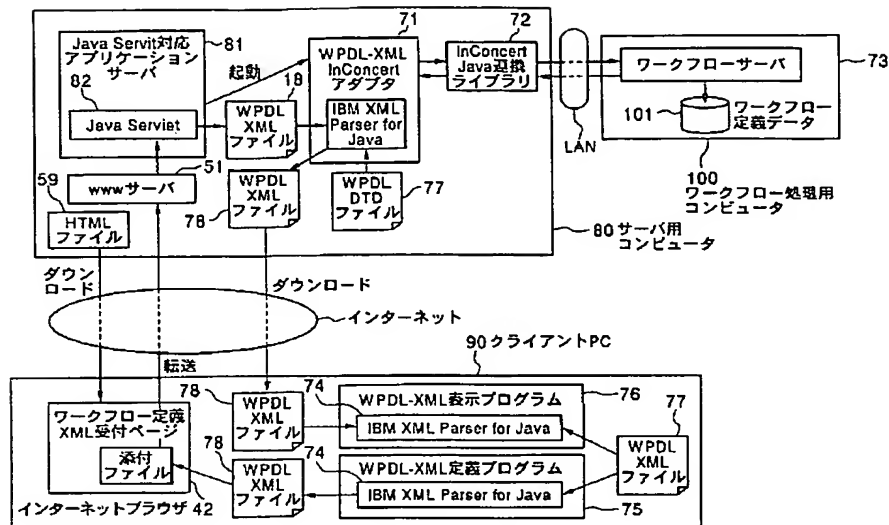 Java Servlt対応
アプリケーション
サーバ
81
82
Java Servlet
起動
18
WPDL
XML
ファイル
71
WPDL-XML
InConcert
アダプタ
IBM XML
Parser for
Java
72
InConcert
Java連携
ライブラリ
LAN
ワークフローサーバ
73
101
ワークフロー
定義データ
100
ワークフロー処理用
コンピュータ
51
wwwサーバ
59
HTML
ファイル
78
WPDL
XML
ファイル
WPDL
DTD
ファイル
77
80 サーバ用
コンピュータ
ダウン
ロード
ダウンロード
インターネット
転送
90 クライアントPC
ワークフロー定義
XML受付ページ
添付
ファイル
インターネットブラウザ 42
78
WPDL
XML
ファイル
78
WPDL
XML
ファイル
74
WPDL-XML表示プログラム
IBM XML Parser for Java
76
74
WPDL-XML定義プログラム
IBM XML Parser for Java
75
77
WPDL
XML
ファイル